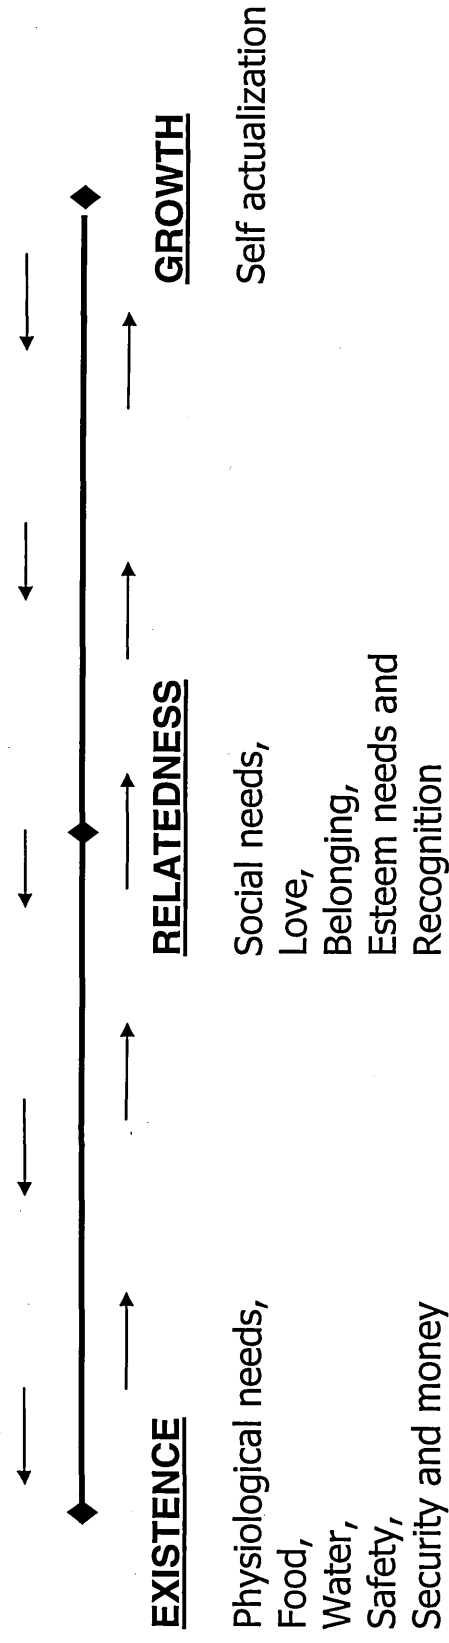 EXISTENCE
Physiological needs,
Food,
Water,
Safety,
Security and money
RELATEDNESS
Social needs,
Love,
Belonging,
Esteem needs and
Recognition
GROWTH
Self actualization